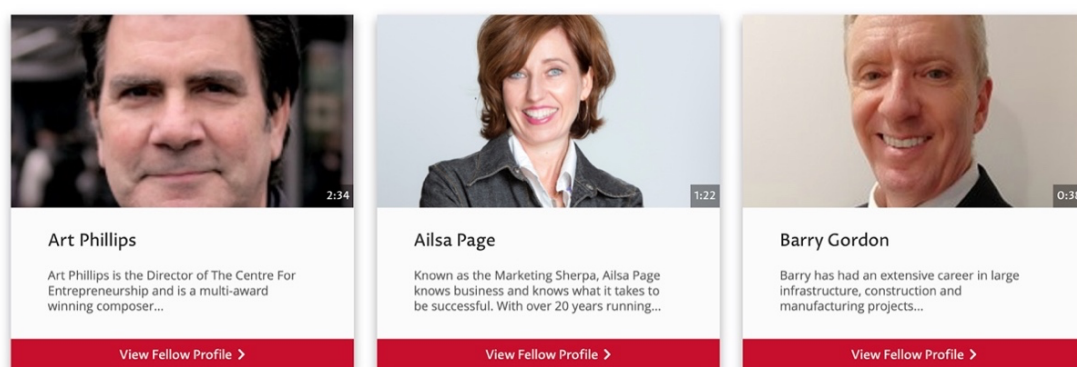 2:34
1:22
0:38
Art Phillips
Art Phillips is the Director of The Centre For
Entrepreneurship and is a multi-award
winning composer...
View Fellow Profile
Ailsa Page
Known as the Marketing Sherpa, Ailsa Page
knows business and knows what it takes to
be successful. With over 20 years running...
View Fellow Profile
Barry Gordon
Barry has had an extensive career in large
infrastructure, construction and
manufacturing projects...
View Fellow Profile